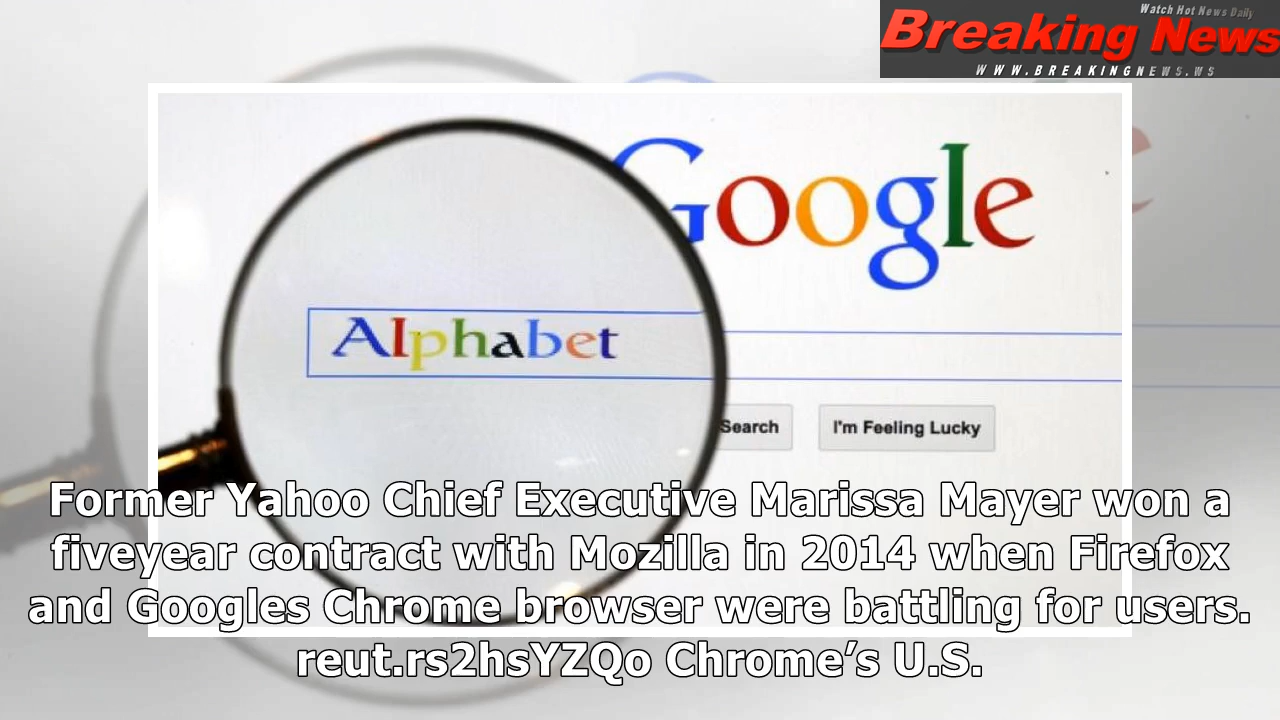 Watch Hot News Daily
Breaking News
WWW.BREAKINGNEWS.WS
Google
Alphabet
Search
I'm Feeling Lucky
Former Yahoo Chief Executive Marissa Mayer won a
fiveyear contract with Mozilla in 2014 when Firefox
and Googles Chrome browser were battling for users.
reut.rs2hsYZQo Chrome’s U.S.